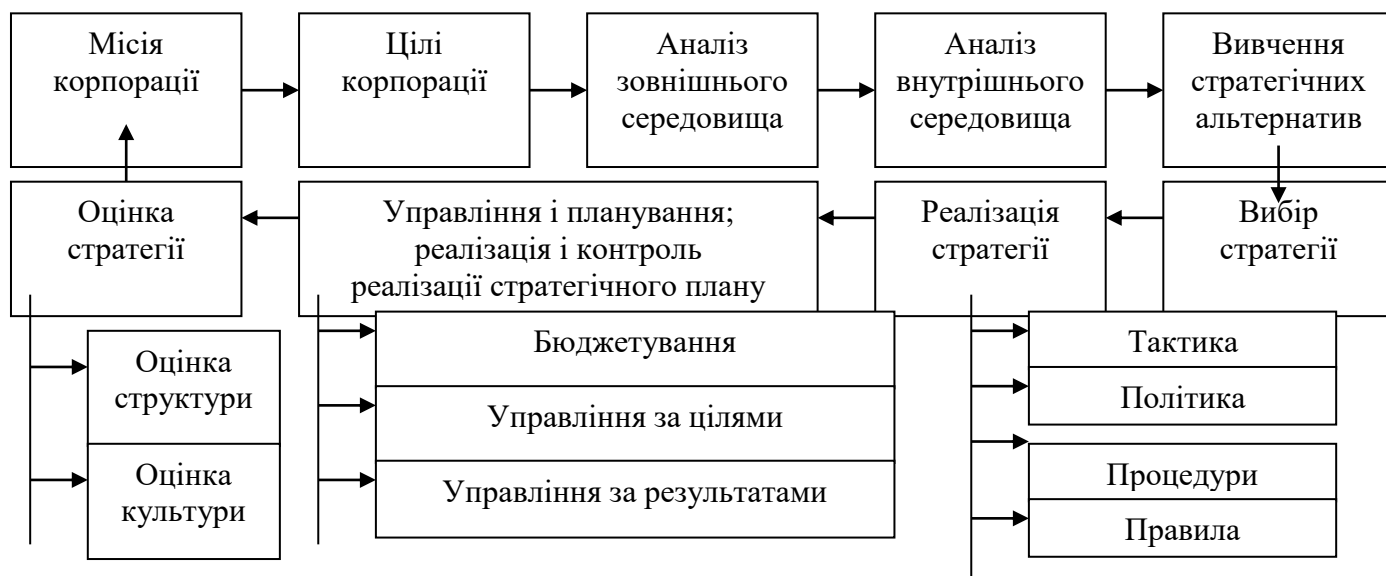 Місія
корпорації
Цілі
корпорації
Аналіз
зовнішнього
середовища
Аналіз
внутрішнього
середовища
Вивчення
стратегічних
альтернатив
Оцінка
стратегії
Управління і планування;
реалізація і контроль
реалізації стратегічного плану
Реалізація
стратегії
Вибір
стратегії
Оцінка
структури
Оцінка
культури
Бюджетування
Управління за цілями
Управління за результатами
Тактика
Політика
Процедури
Правила